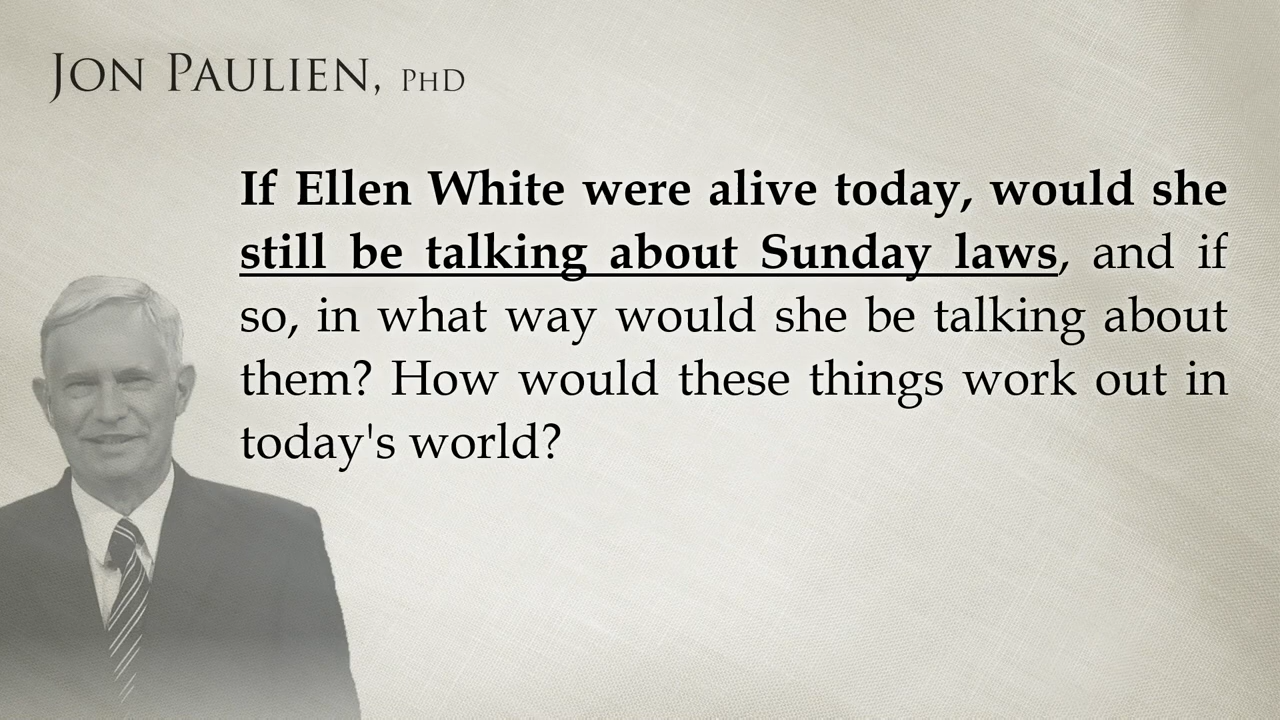 Jon Paulien, PhD
If Ellen White were alive today, would she
still be talking about Sunday laws, and if
so, in what way would she be talking about
them? How would these things work out in
today's world?